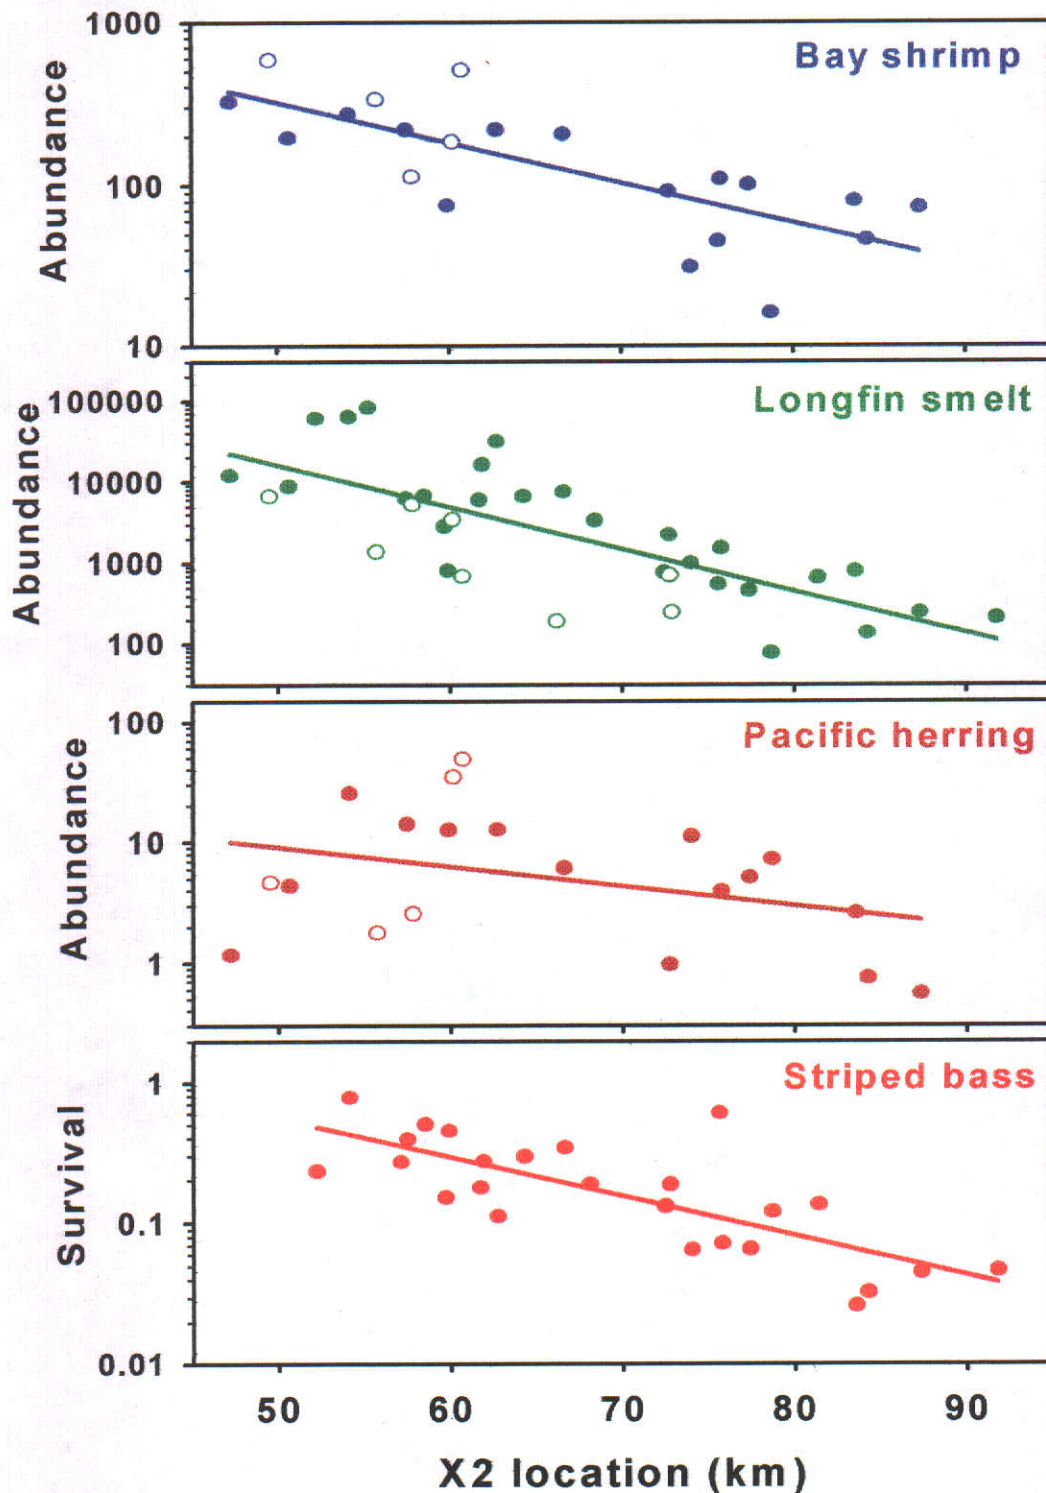 Bay shrimp
Abundance
1000
100
10
Longfin smelt
Abundance
100000
10000
1000
100
Pacific herring
Abundance
100
10
1
Striped bass
Survival
1
0.1
0.01
50 60 70 80 90
X2 location (km)